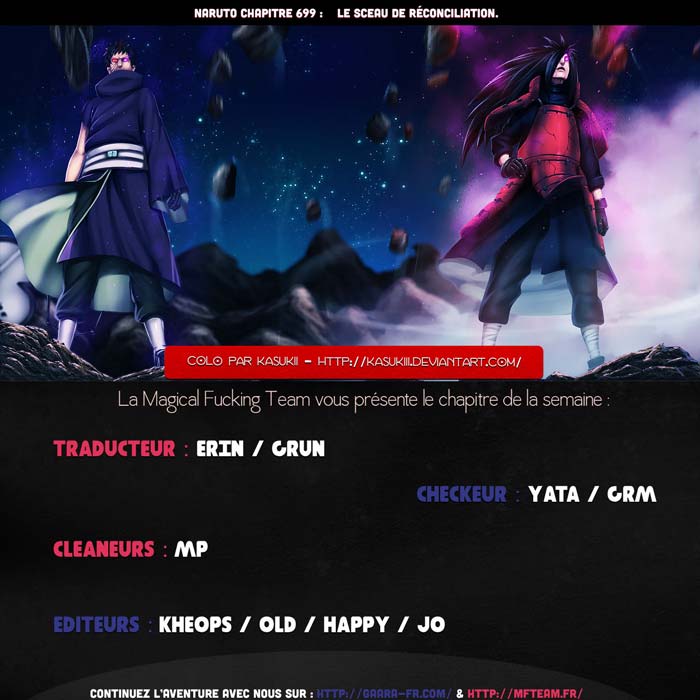 NARUTO CHAPITRE 699 : LE SCEAU DE RÉCONCILIATION.
COLO PAR KASUKII - HTTP://KASUKIII.DEVIANTART.COM/
La Magical Fucking Team vous présente le chapitre de la semaine :
TRADUCTEUR : ERIN / GRUN
CHECKEUR : YATA / GRM
CLEANEURS : MP
EDITEURS : KHEOPS / OLD / HAPPY / JO
CONTINUEZ L'AVENTURE AVEC NOUS SUR : HTTP://GAARA-FR.COM/ & HTTP://MFTEAM.FR/